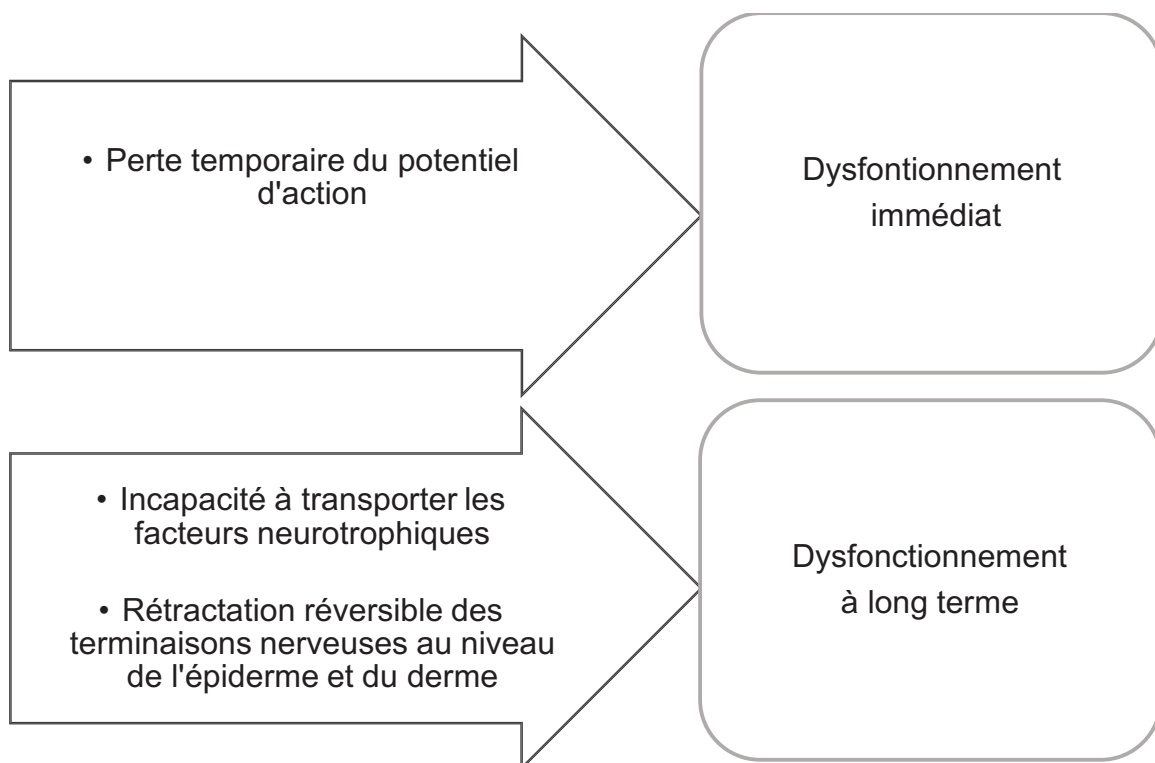 • Perte temporaire du potentiel
d'action
Dysfontionnement
immédiat
• Incapacité à transporter les
facteurs neurotrophiques
• Rétractation réversible des
terminaisons nerveuses au niveau
de l'épiderme et du derme
Dysfonctionnement
à long terme